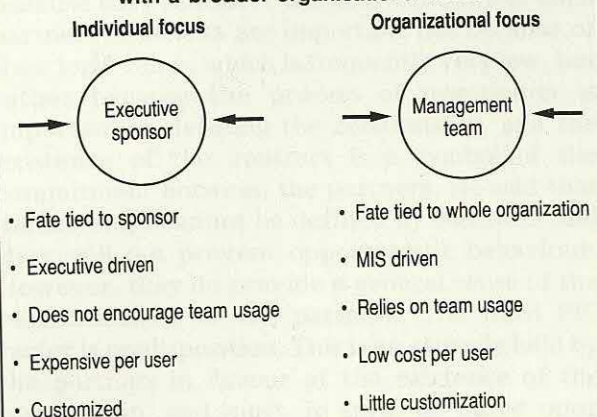 with a broader organisation
Individual focus
Executive
sponsor
• Fate tied to sponsor
• Executive driven
• Does not encourage team usage
• Expensive per user
• Customized
Organizational focus
Management
team
• Fate tied to whole organization
• MIS driven
• Relies on team usage
• Low cost per user
• Little customization